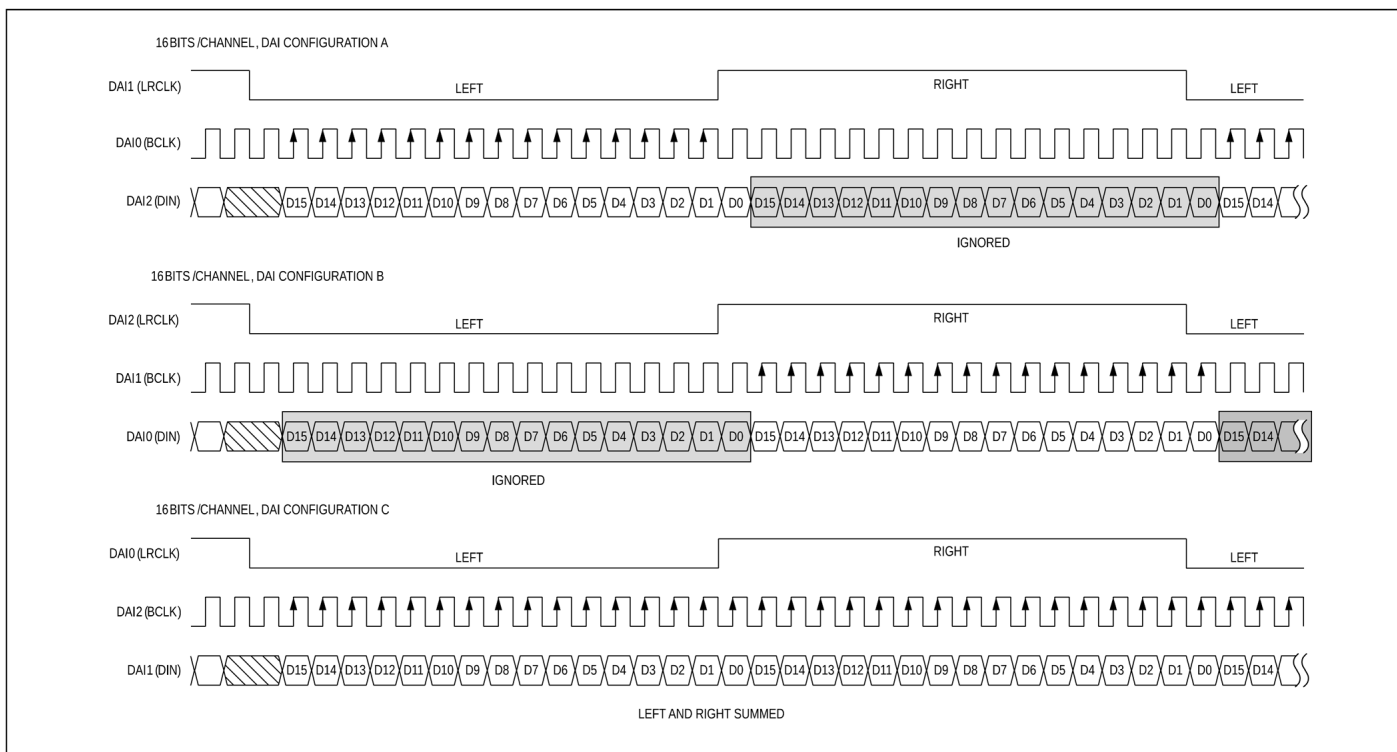 16BITS/CHANNEL, DAI CONFIGURATION A
DAI1 (LRCLK) LEFT RIGHT LEFT
DAI0 (BCLK)
DAI2 (DIN) D15 D14 D13 D12 D11 D10 D9 D8 D7 D6 D5 D4 D3 D2 D1 D0 D15 D14 D13 D12 D11 D10 D9 D8 D7 D6 D5 D4 D3 D2 D1 D0 D15 D14
IGNORED
16BITS/CHANNEL, DAI CONFIGURATION B
DAI2 (LRCLK) LEFT RIGHT LEFT
DAI1 (BCLK)
DAI0 (DIN) D15 D14 D13 D12 D11 D10 D9 D8 D7 D6 D5 D4 D3 D2 D1 D0 D15 D14 D13 D12 D11 D10 D9 D8 D7 D6 D5 D4 D3 D2 D1 D0 D15 D14
IGNORED
16BITS/CHANNEL, DAI CONFIGURATION C
DAI0 (LRCLK) LEFT RIGHT LEFT
DAI2 (BCLK)
DAI1 (DIN) D15 D14 D13 D12 D11 D10 D9 D8 D7 D6 D5 D4 D3 D2 D1 D0 D15 D14 D13 D12 D11 D10 D9 D8 D7 D6 D5 D4 D3 D2 D1 D0 D15 D14
LEFT AND RIGHT SUMMED